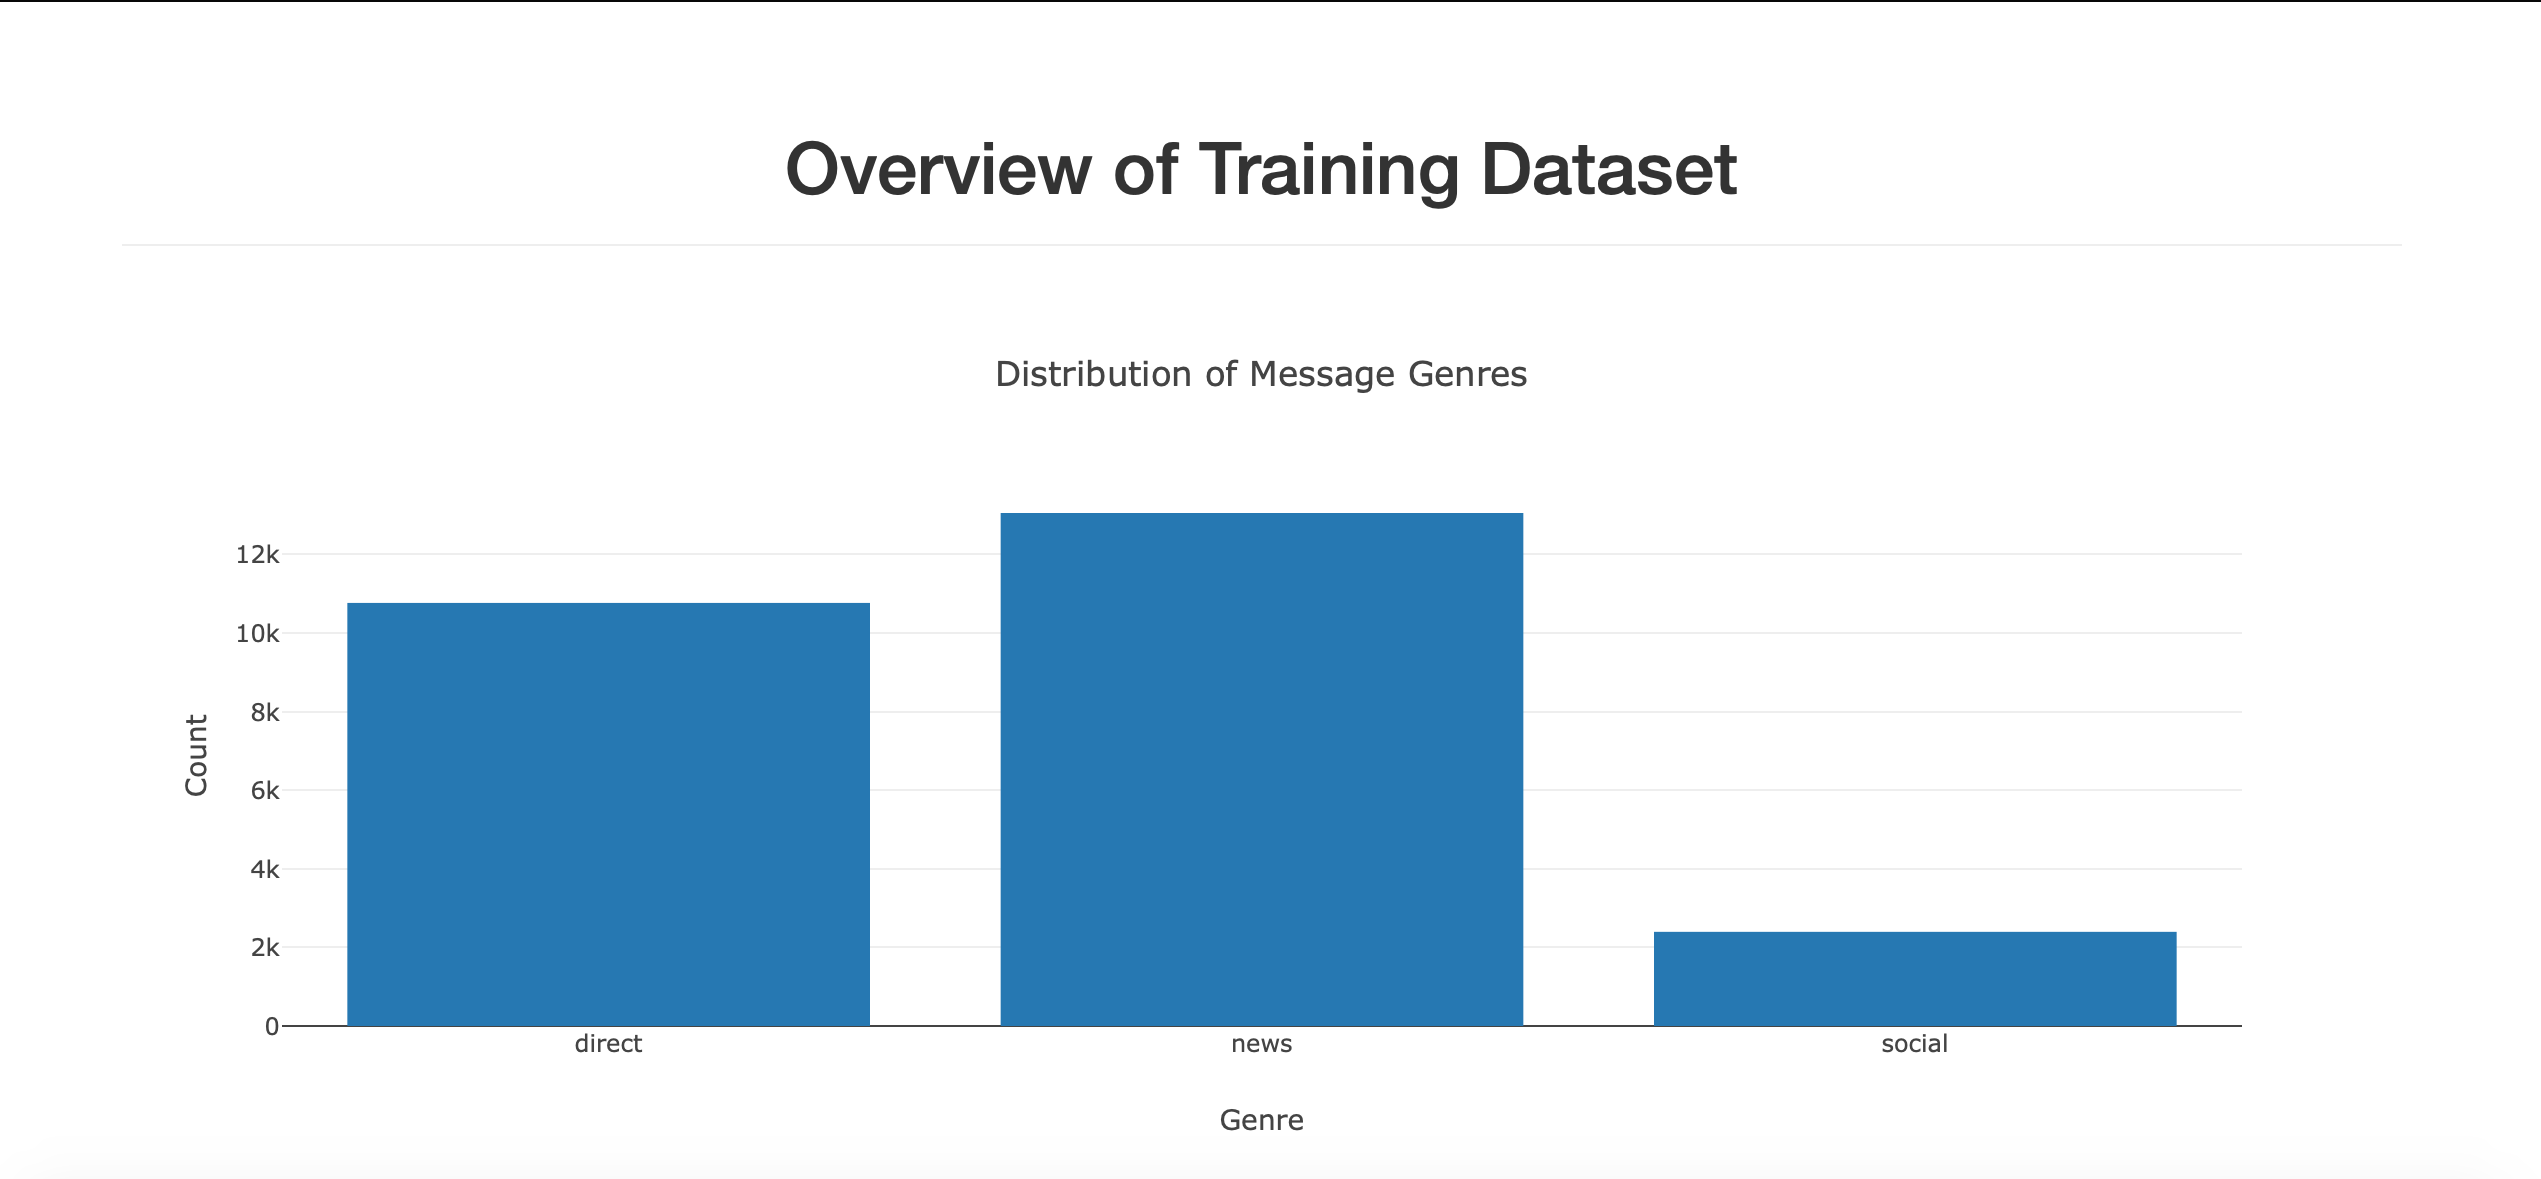 Overview of Training Dataset
Distribution of Message Genres
12k
10k
8k
6k
4k
2k
0
Count
direct news social
Genre